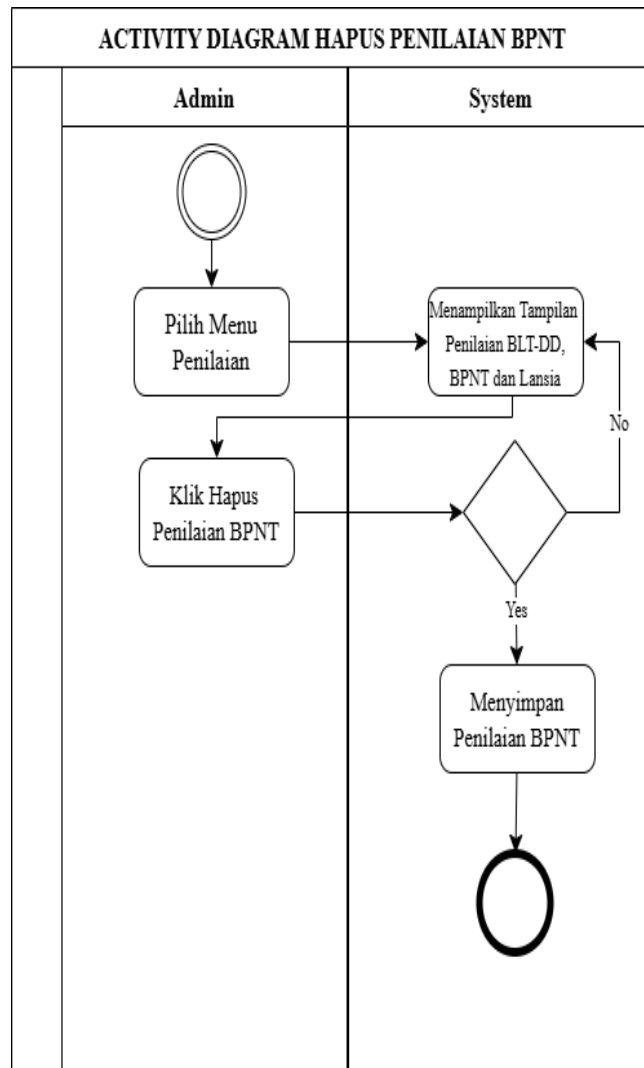 ACTIVITY DIAGRAM HAPUS PENILAIAN BPNT
Admin
System
Pilih Menu
Penilaian
Menampilkan Tampilan
Penilaian BLT-DD,
BPNT dan Lansia
No
Klik Hapus
Penilaian BPNT
Yes
Menyimpan
Penilaian BPNT